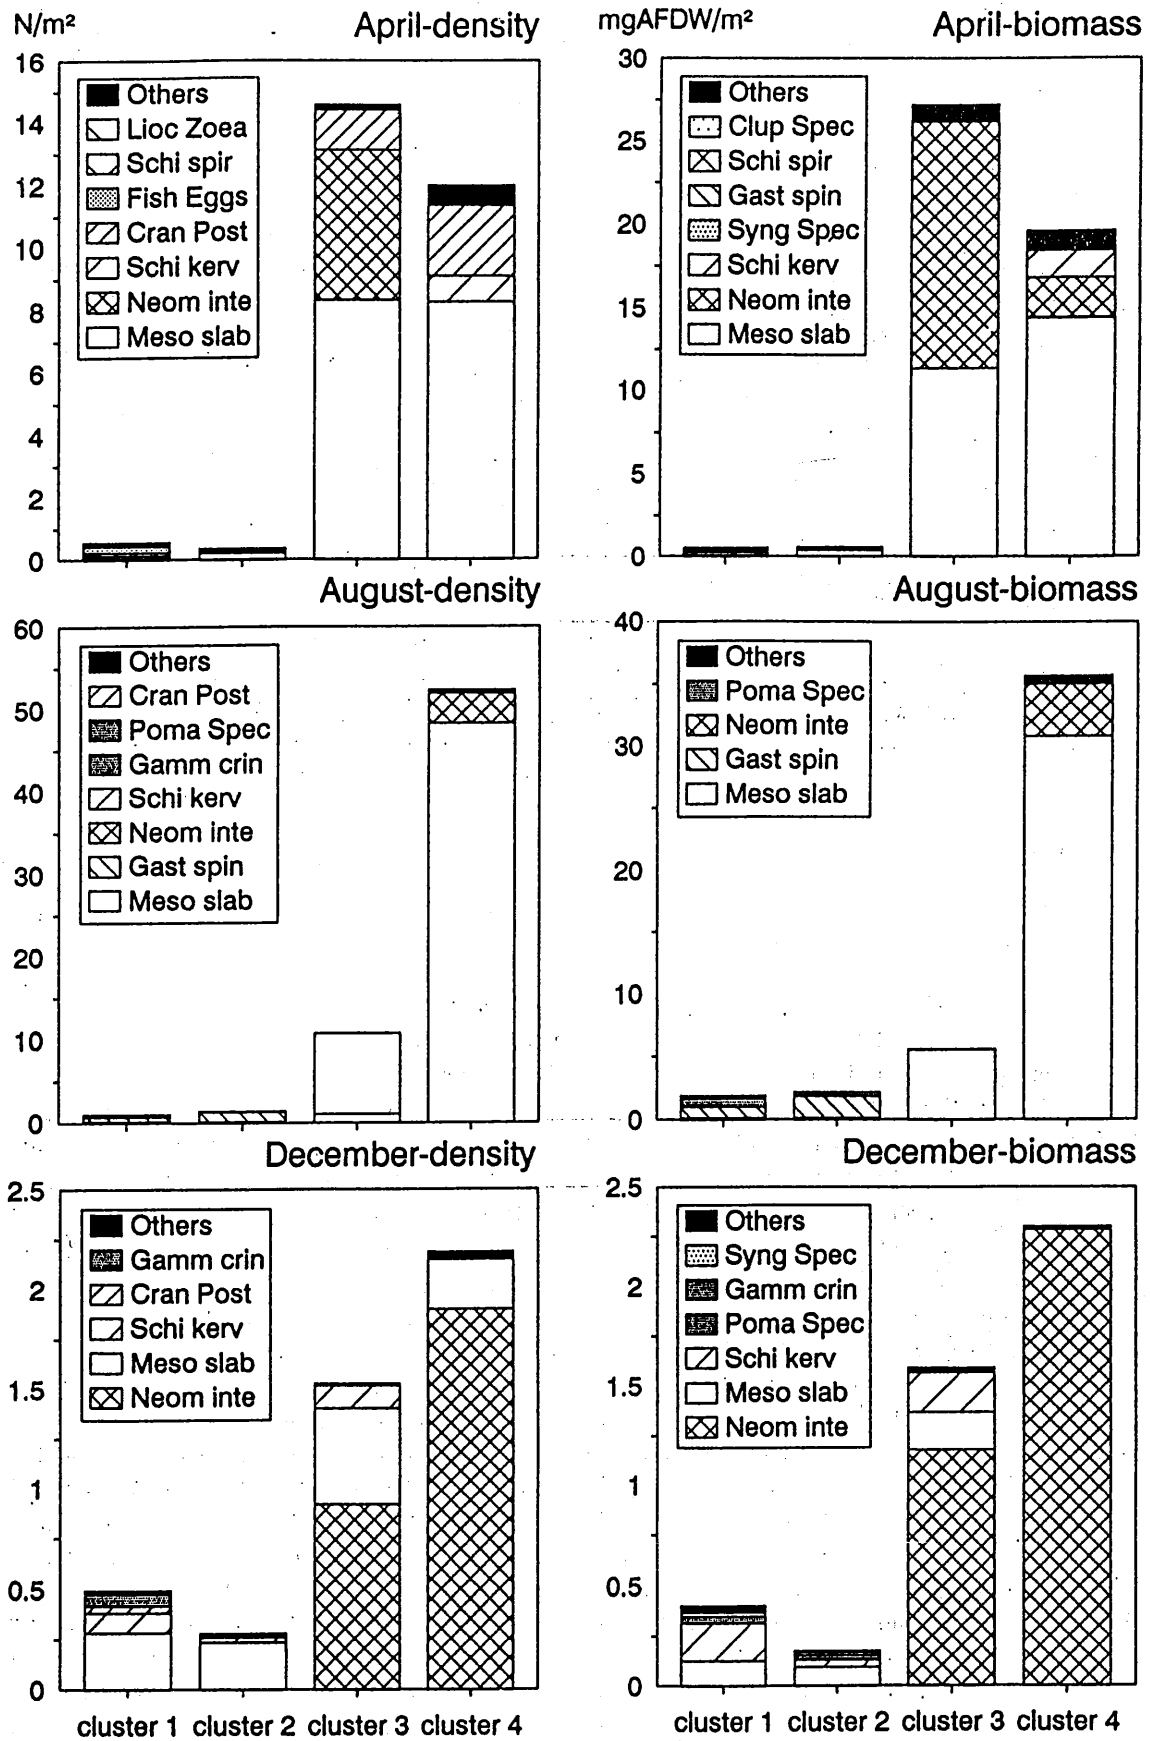 N/m²
April-density
16
14
12
10
8
6
4
2
0
Others
Lioc Zoea
Schi spir
Fish Eggs
Cran Post
Schi kerv
Neom inte
Meso slab
mgAFDW/m²
April-biomass
30
25
20
15
10
5
0
Others
Clup Spec
Schi spir
Gast spin
Syng Spec
Schi kerv
Neom inte
Meso slab
August-density
60
50
40
30
20
10
0
Others
Cran Post
Poma Spec
Gamm crin
Schi kerv
Neom inte
Gast spin
Meso slab
August-biomass
40
30
20
10
0
Others
Poma Spec
Neom inte
Gast spin
Meso slab
December-density
2.5
2
1.5
1
0.5
0
Others
Gamm crin
Cran Post
Schi kerv
Meso slab
Neom inte
cluster 1 cluster 2 cluster 3 cluster 4
December-biomass
2.5
2
1.5
1
0.5
0
Others
Syng Spec
Gamm crin
Poma Spec
Schi kerv
Meso slab
Neom inte
cluster 1 cluster 2 cluster 3 cluster 4